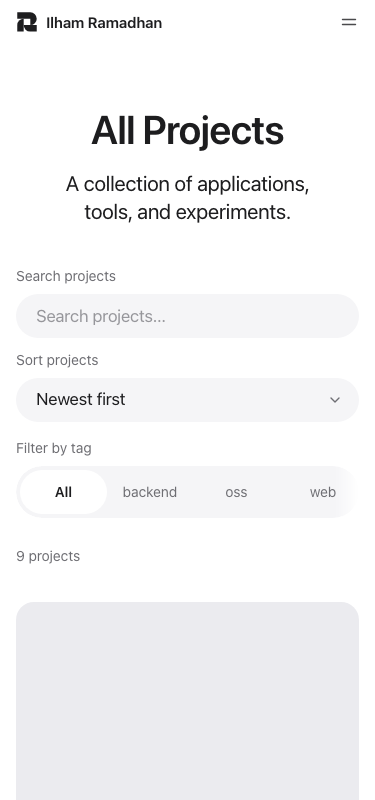 Ilham Ramadhan
All Projects
A collection of applications,
tools, and experiments.
Search projects
Search projects...
Sort projects
Newest first
Filter by tag
All backend oss web
9 projects